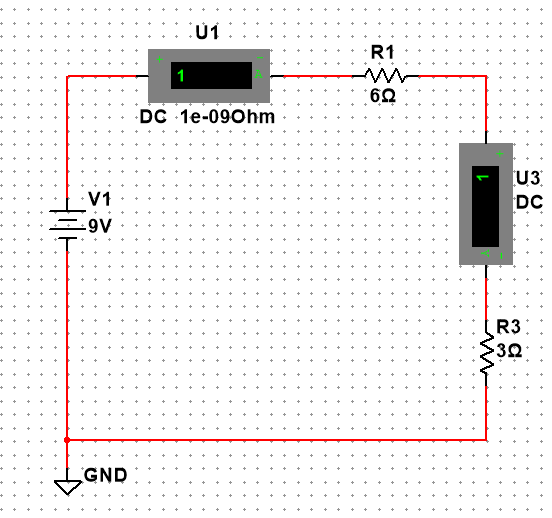 U1
+ −
1 A
DC 1e-09Ohm
R1
6Ω
+
1
A −
U3
DC
V1
9V
R3
3Ω
GND